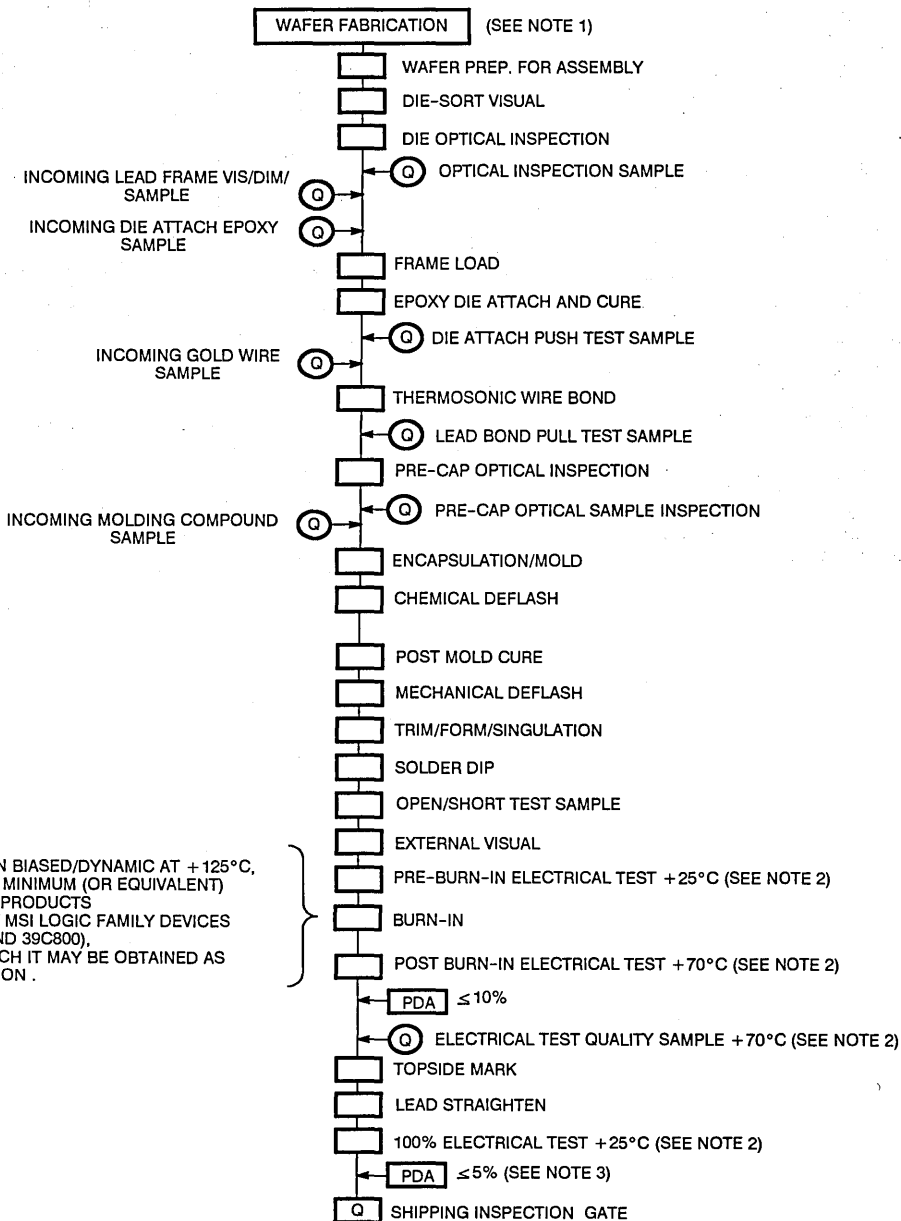 WAFER FABRICATION (SEE NOTE 1)
WAFER PREP. FOR ASSEMBLY
DIE-SORT VISUAL
DIE OPTICAL INSPECTION
Q OPTICAL INSPECTION SAMPLE
INCOMING LEAD FRAME VIS/DIM/
SAMPLE
Q
INCOMING DIE ATTACH EPOXY
SAMPLE
Q
FRAME LOAD
EPOXY DIE ATTACH AND CURE
Q DIE ATTACH PUSH TEST SAMPLE
INCOMING GOLD WIRE
SAMPLE
Q
THERMOSONIC WIRE BOND
Q LEAD BOND PULL TEST SAMPLE
PRE-CAP OPTICAL INSPECTION
Q PRE-CAP OPTICAL SAMPLE INSPECTION
INCOMING MOLDING COMPOUND
SAMPLE
Q
ENCAPSULATION/MOLD
CHEMICAL DEFLASH
POST MOLD CURE
MECHANICAL DEFLASH
TRIM/FORM/SINGULATION
SOLDER DIP
OPEN/SHORT TEST SAMPLE
EXTERNAL VISUAL
N BIASED/DYNAMIC AT +125°C,
MINIMUM (OR EQUIVALENT)
PRODUCTS
MSI LOGIC FAMILY DEVICES
ND 39C800),
CH IT MAY BE OBTAINED AS
ON .
PRE-BURN-IN ELECTRICAL TEST +25°C (SEE NOTE 2)
BURN-IN
POST BURN-IN ELECTRICAL TEST +70°C (SEE NOTE 2)
PDA ≤10%
Q ELECTRICAL TEST QUALITY SAMPLE +70°C (SEE NOTE 2)
TOPSIDE MARK
LEAD STRAIGHTEN
100% ELECTRICAL TEST +25°C (SEE NOTE 2)
PDA ≤5% (SEE NOTE 3)
Q SHIPPING INSPECTION GATE